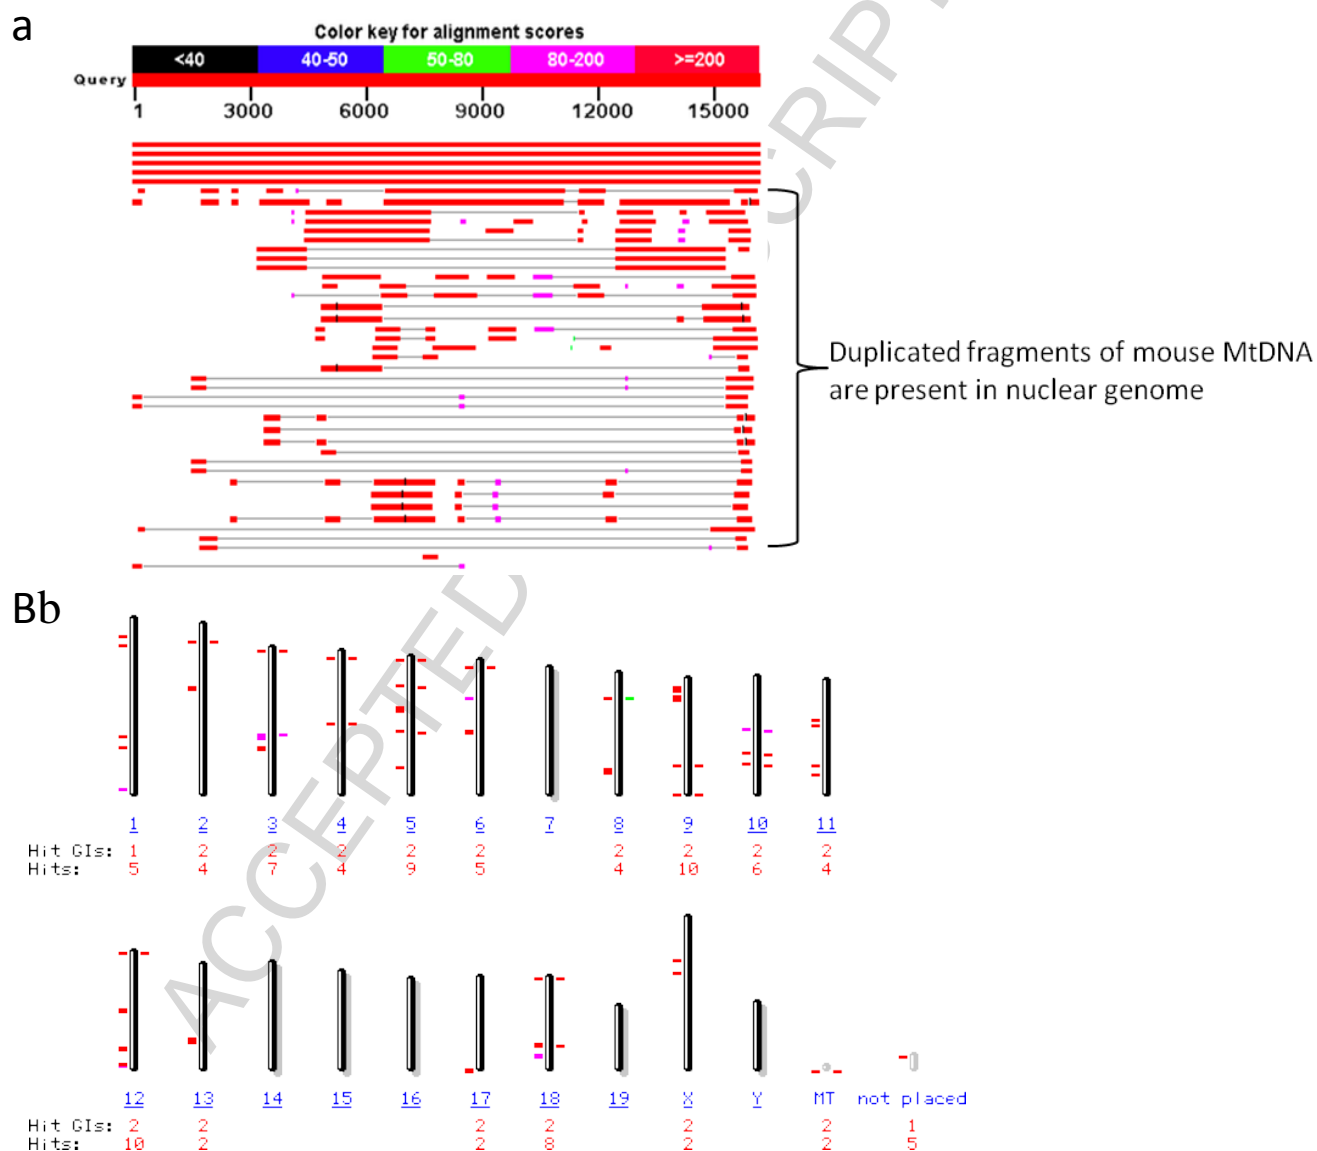 a
Color key for alignment scores
<40 40-50 50-80 80-200 >=200
Query
1 3000 6000 9000 12000 15000
Duplicated fragments of mouse MtDNA
are present in nuclear genome
Bb
1 2 3 4 5 6 7 8 9 10 11
Hit GIs: 1 2 2 2 2 2 2 2 2 2
Hits: 5 4 7 4 9 5 4 10 6 4
12 13 14 15 16 17 18 19 X Y MT not placed
Hit GIs: 2 2 2 2 2 2 1
Hits: 10 2 2 8 2 2 5
ACCEPTED
CRIP